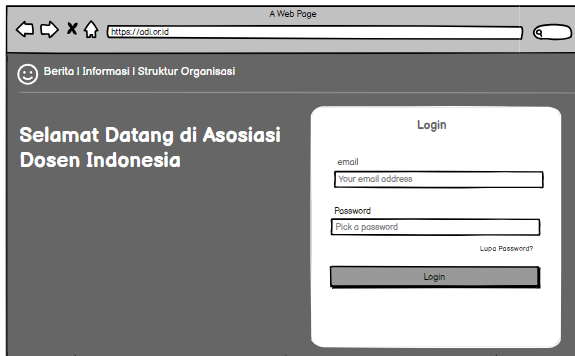 A Web Page
https://adi.or.id
Berita | Informasi | Struktur Organisasi
Selamat Datang di Asosiasi
Dosen Indonesia
Login
email
Your email address
Password
Pick a password
Lupa Password?
Login